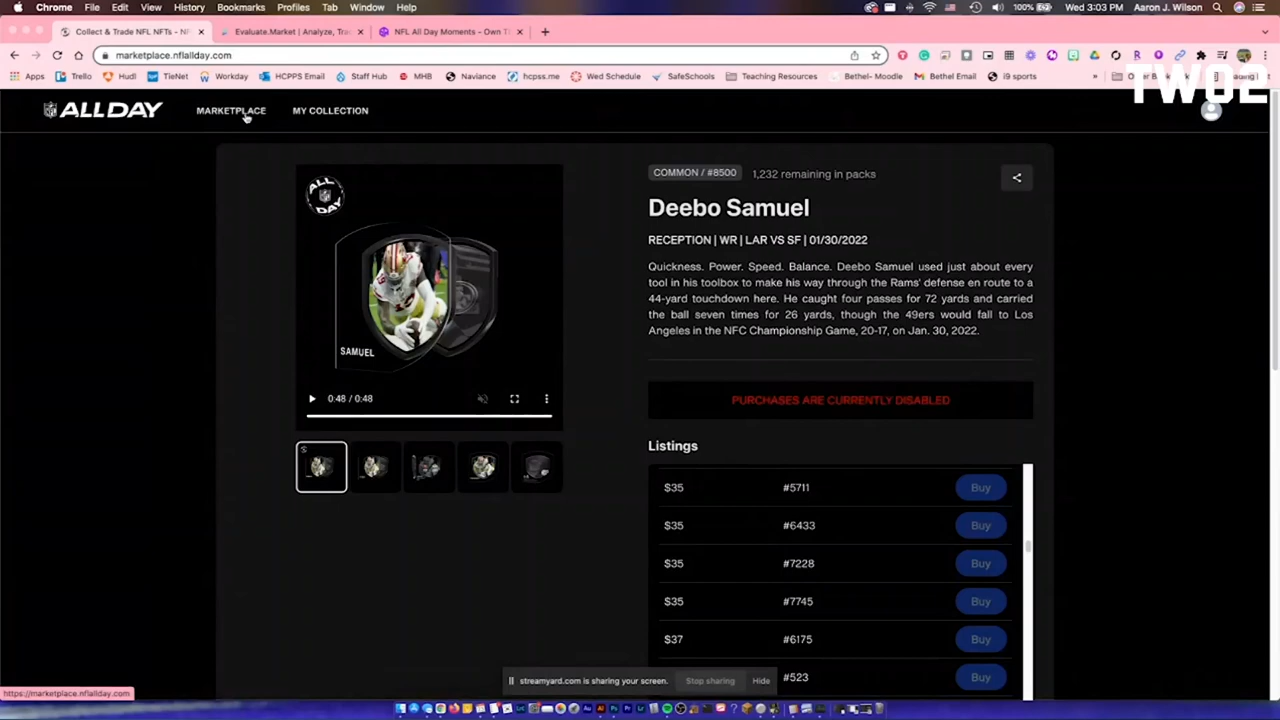 Chrome File Edit View History Bookmarks Profiles Tab Window Help 100% Wed 3:03 PM Aaron J. Wilson
Collect & Trade NFL NFTs - NF × Evaluate.Market | Analyze, Tra × NFL All Day Moments - Own T × +
marketplace.nflallday.com
Apps Trello Hudl TieNet Workday HCPPS Email Staff Hub MHB Naviance hcpss.me Wed Schedule SafeSchools Teaching Resources Bethel- Moodle Bethel Email i9 sports »
TWO2
NFL ALL DAY MARKETPLACE MY COLLECTION
ALL NFL DAY
COMMON / #8500 1,232 remaining in packs
Deebo Samuel
RECEPTION | WR | LAR VS SF | 01/30/2022
Quickness. Power. Speed. Balance. Deebo Samuel used just about every
tool in his toolbox to make his way through the Rams' defense en route to a
44-yard touchdown here. He caught four passes for 72 yards and carried
the ball seven times for 26 yards, though the 49ers would fall to Los
Angeles in the NFC Championship Game, 20-17, on Jan. 30, 2022.
SAMUEL
0:48 / 0:48
PURCHASES ARE CURRENTLY DISABLED
Listings
$35 #5711 Buy
$35 #6433 Buy
$35 #7228 Buy
$35 #7745 Buy
$37 #6175 Buy
#523 Buy
streamyard.com is sharing your screen. Stop sharing Hide
https://marketplace.nflallday.com